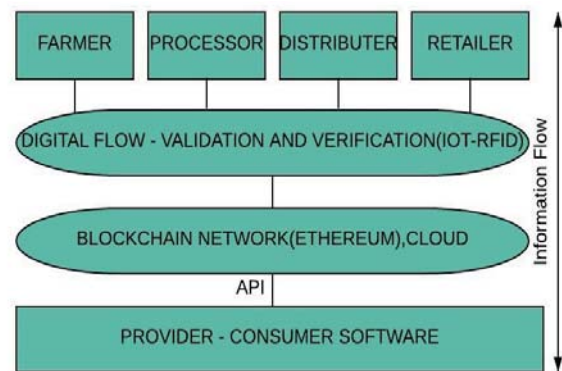 FARMER
PROCESSOR
DISTRIBUTER
RETAILER
DIGITAL FLOW - VALIDATION AND VERIFICATION(IOT-RFID)
BLOCKCHAIN NETWORK(ETHEREUM),CLOUD
API
PROVIDER - CONSUMER SOFTWARE
Information Flow